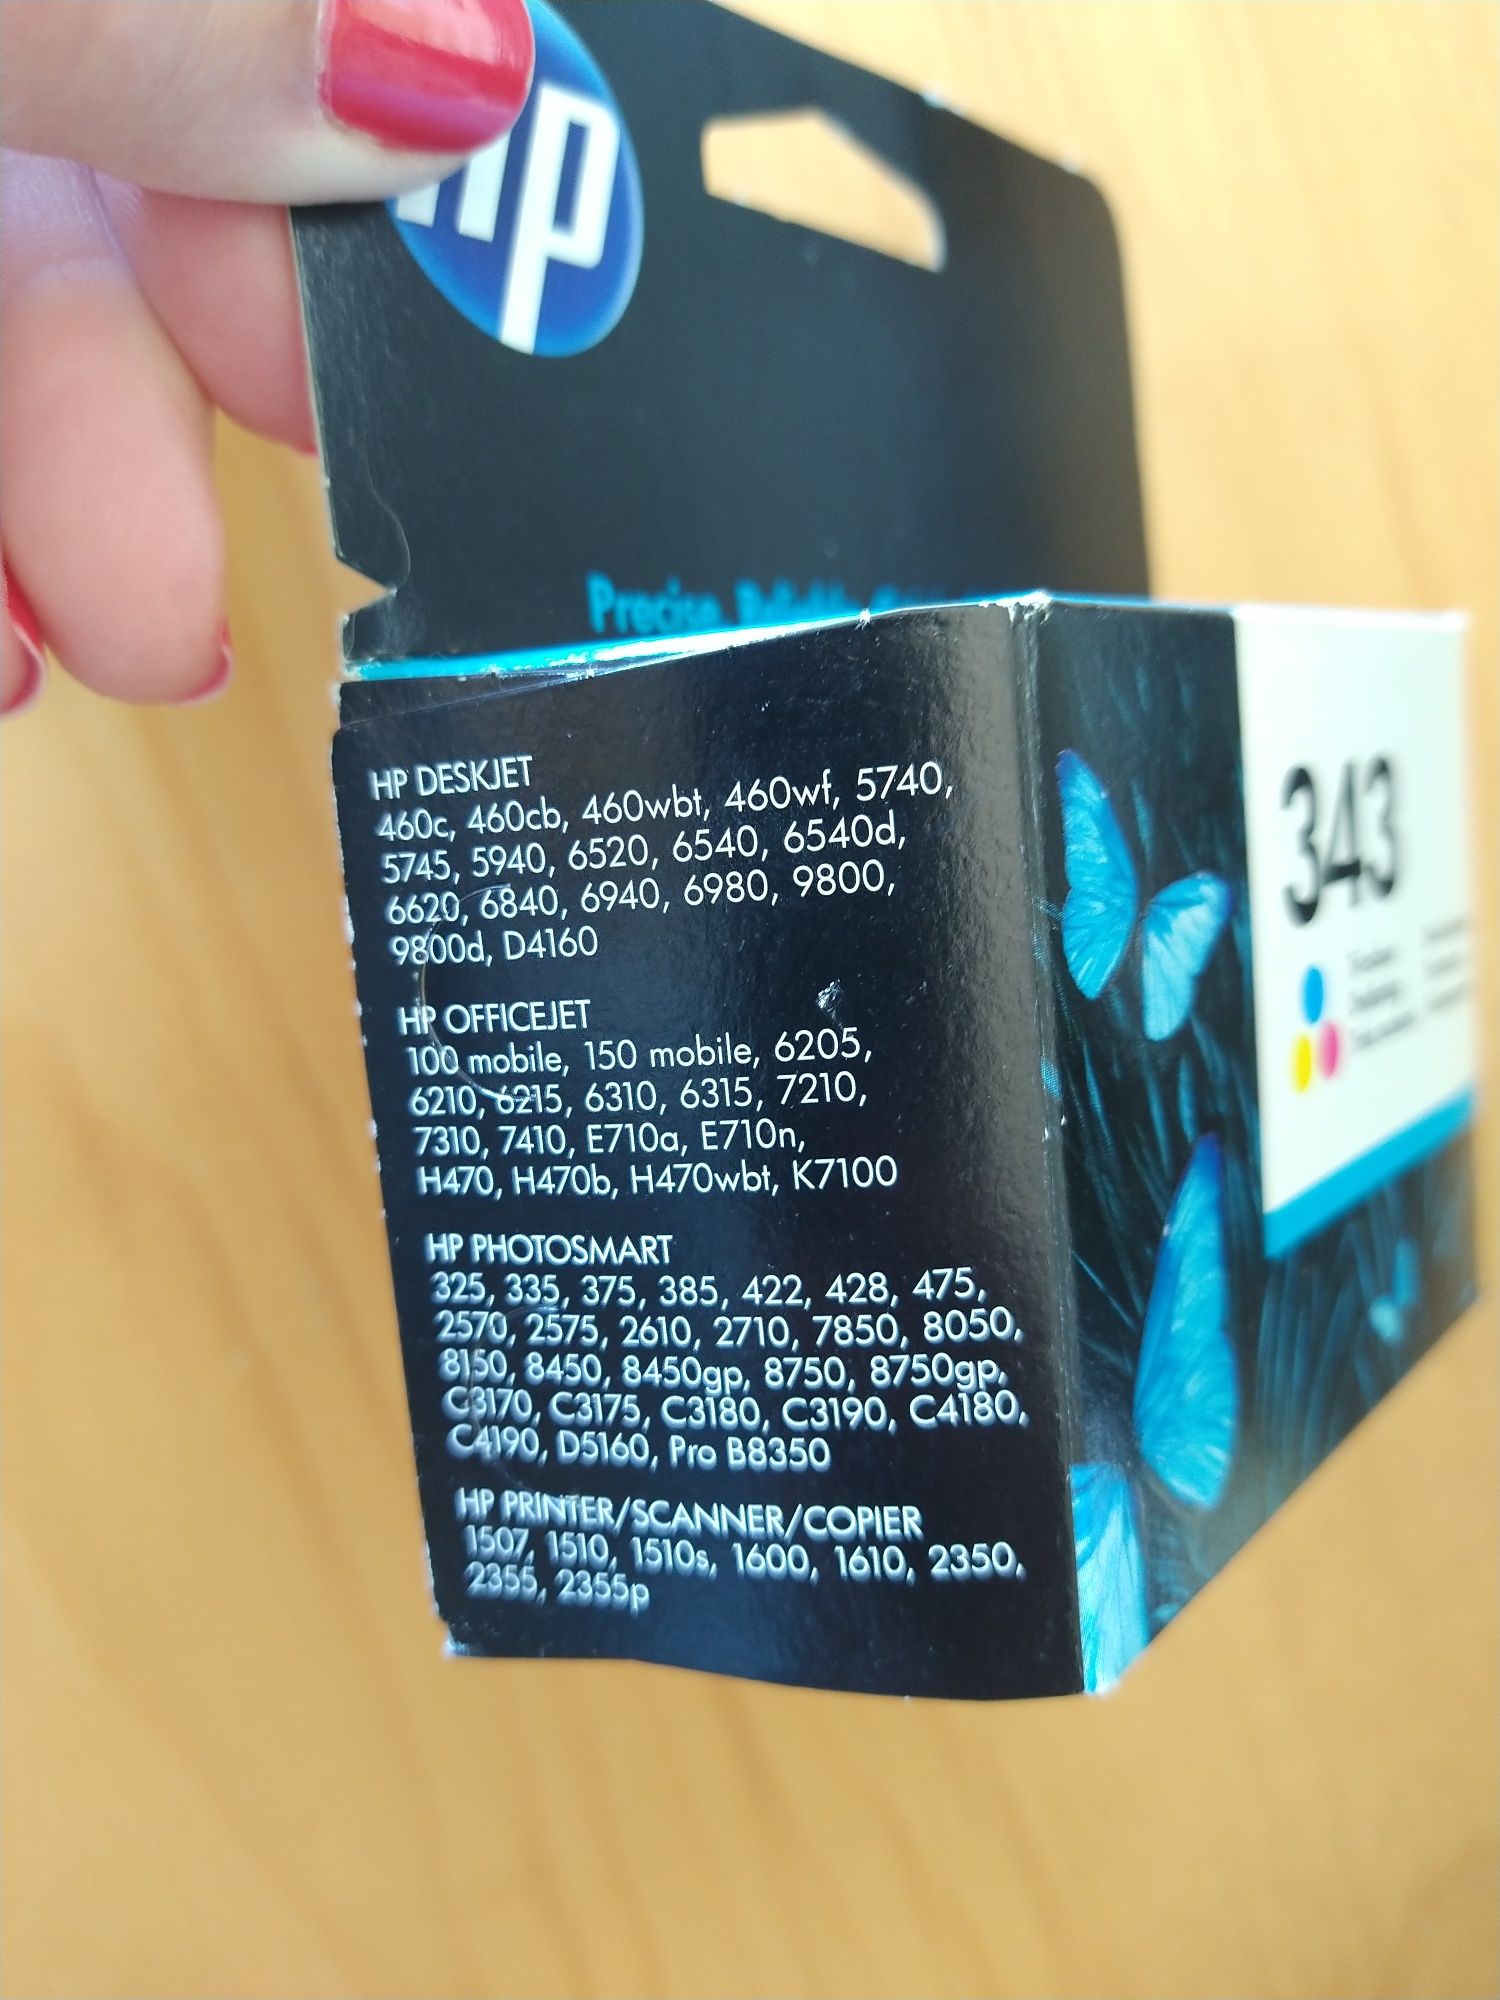 hp
Precise.
HP DESKJET
460c, 460cb, 460wbt, 460wf, 5740,
5745, 5940, 6520, 6540, 6540d,
6620, 6840, 6940, 6980, 9800,
9800d, D4160
HP OFFICEJET
100 mobile, 150 mobile, 6205,
6210, 6215, 6310, 6315, 7210,
7310, 7410, E710a, E710n,
H470, H470b, H470wbt, K7100
HP PHOTOSMART
325, 335, 375, 385, 422, 428, 475,
2570, 2575, 2610, 2710, 7850, 8050,
8150, 8450, 8450gp, 8750, 8750gp,
C3170, C3175, C3180, C3190, C4180,
C4190, D5160, Pro B8350
HP PRINTER/SCANNER/COPIER
1507, 1510, 1510s, 1600, 1610, 2350,
2355, 2355p
343